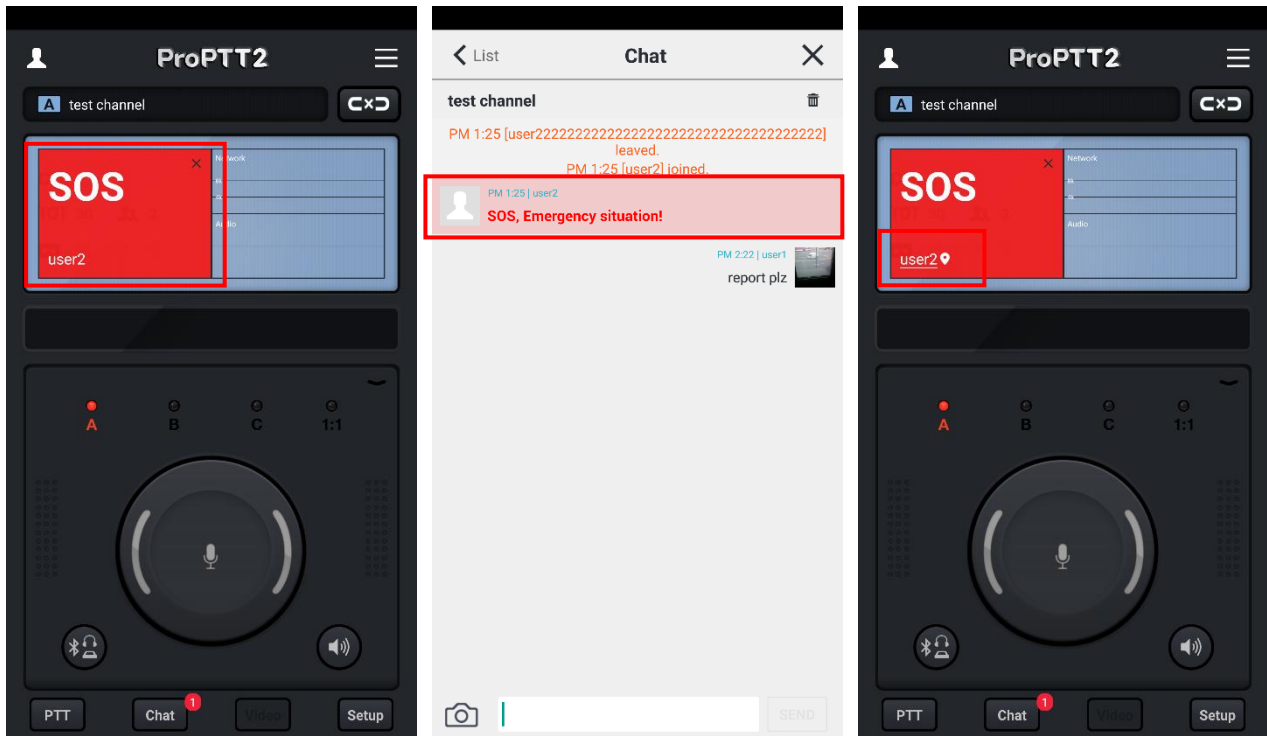 ProPTT2
A test channel
SOS
Network
Audio
user2
A
B
C
1:1
PTT
Chat
1
Video
Setup
List
Chat
test channel
PM 1:25 [user22222222222222222222222222222222222]
leaved.
PM 1:25 [user2] joined.
PM 1:25 | user2
SOS, Emergency situation!
PM 2:22 | user1
report plz
SEND
ProPTT2
A test channel
SOS
Network
Audio
user2
A
B
C
1:1
PTT
Chat
1
Video
Setup